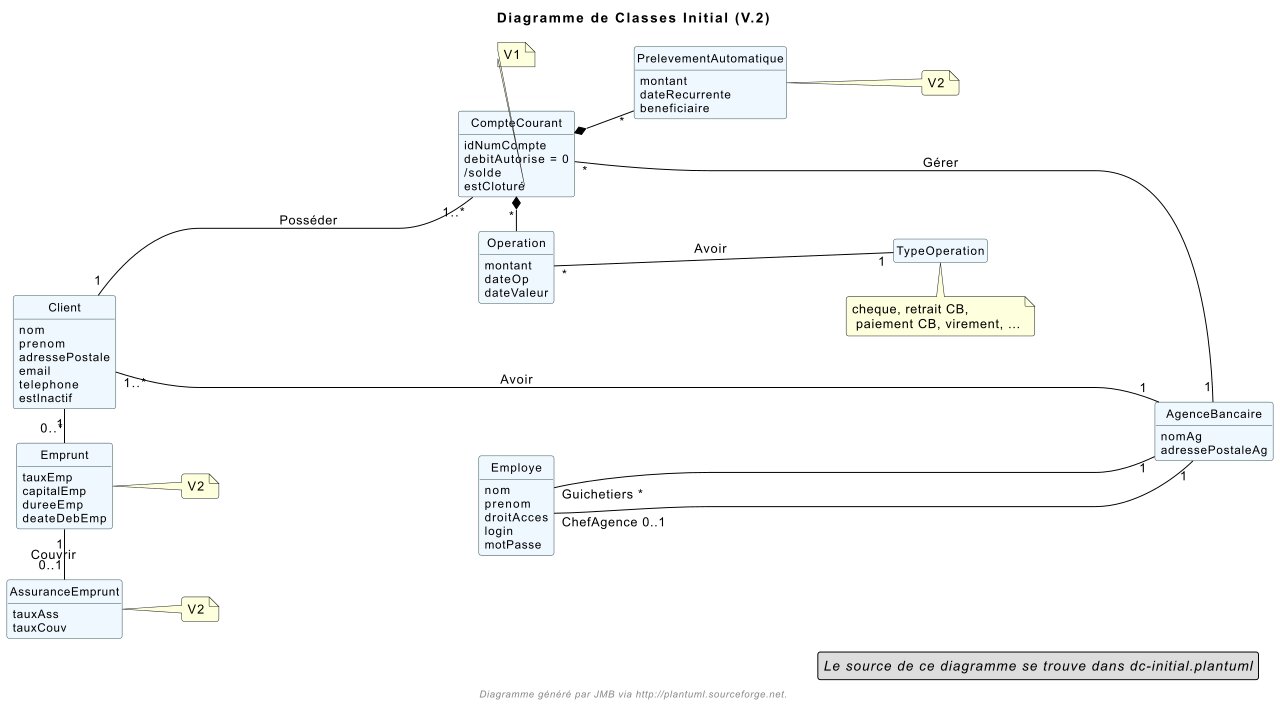 Diagramme de Classes Initial (V.2)
V1
PrelevementAutomatique
montant
dateRecurrente
beneficiaire
V2
CompteCourant
idNumCompte
debitAutorise = 0
/solde
estCloturé
*
*
Gérer
1..*
Posséder
*
1
Operation
montant
dateOp
dateValeur
*
Avoir
1
TypeOperation
cheque, retrait CB,
paiement CB, virement, ...
Client
nom
prenom
adressePostale
email
telephone
estInactif
1..*
Avoir
1
1
AgenceBancaire
nomAg
adressePostaleAg
1
0..*
Emprunt
tauxEmp
capitalEmp
dureeEmp
deateDebEmp
V2
Employe
nom
prenom
droitAcces
login
motPasse
Guichetiers *
1
ChefAgence 0..1
1
1
Couvrir
0..1
AssuranceEmprunt
tauxAss
tauxCouv
V2
Le source de ce diagramme se trouve dans dc-initial.plantuml
Diagramme généré par JMB via http://plantuml.sourceforge.net.